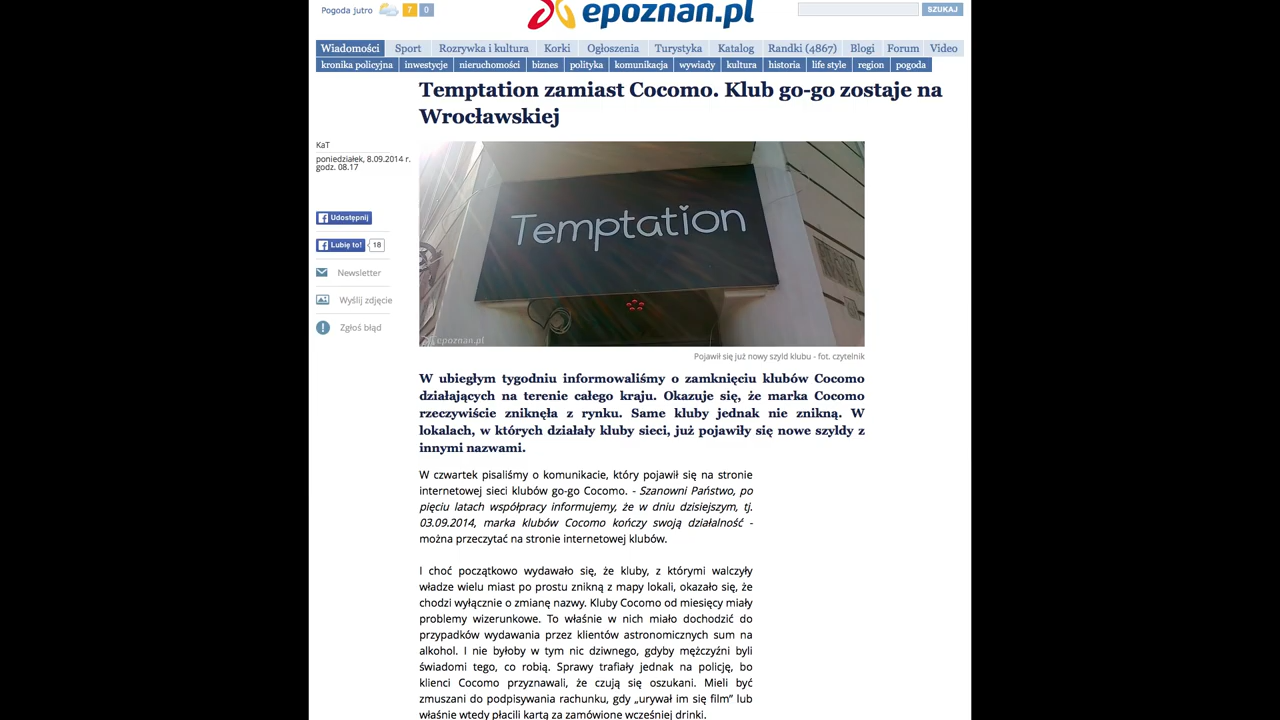 Pogoda jutro 7 0
epoznan.pl
SZUKAJ
Wiadomości Sport Rozrywka i kultura Korki Ogłoszenia Turystyka Katalog Randki (4867) Blogi Forum Video
kronika policyjna inwestycje nieruchomości biznes polityka komunikacja wywiady kultura historia life style region pogoda
Temptation zamiast Cocomo. Klub go-go zostaje na
Wrocławskiej
KaT
poniedziałek, 8.09.2014 r.
godz. 08.17
Udostępnij
Lubię to! 18
Newsletter
Wyślij zdjęcie
Zgłoś błąd
Temptation
epoznan.pl
Pojawił się już nowy szyld klubu - fot. czytelnik
W ubiegłym tygodniu informowaliśmy o zamknięciu klubów Cocomo
działających na terenie całego kraju. Okazuje się, że marka Cocomo
rzeczywiście zniknęła z rynku. Same kluby jednak nie znikną. W
lokalach, w których działały kluby sieci, już pojawiły się nowe szyldy z
innymi nazwami.
W czwartek pisaliśmy o komunikacie, który pojawił się na stronie
internetowej sieci klubów go-go Cocomo. - Szanowni Państwo, po
pięciu latach współpracy informujemy, że w dniu dzisiejszym, tj.
03.09.2014, marka klubów Cocomo kończy swoją działalność -
można przeczytać na stronie internetowej klubów.
I choć początkowo wydawało się, że kluby, z którymi walczyły
władze wielu miast po prostu znikną z mapy lokali, okazało się, że
chodzi wyłącznie o zmianę nazwy. Kluby Cocomo od miesięcy miały
problemy wizerunkowe. To właśnie w nich miało dochodzić do
przypadków wydawania przez klientów astronomicznych sum na
alkohol. I nie byłoby w tym nic dziwnego, gdyby mężczyźni byli
świadomi tego, co robią. Sprawy trafiały jednak na policję, bo
klienci Cocomo przyznawali, że czują się oszukani. Mieli być
zmuszani do podpisywania rachunku, gdy „urywał im się film” lub
właśnie wtedy płacili kartą za zamówione wcześniej drinki.